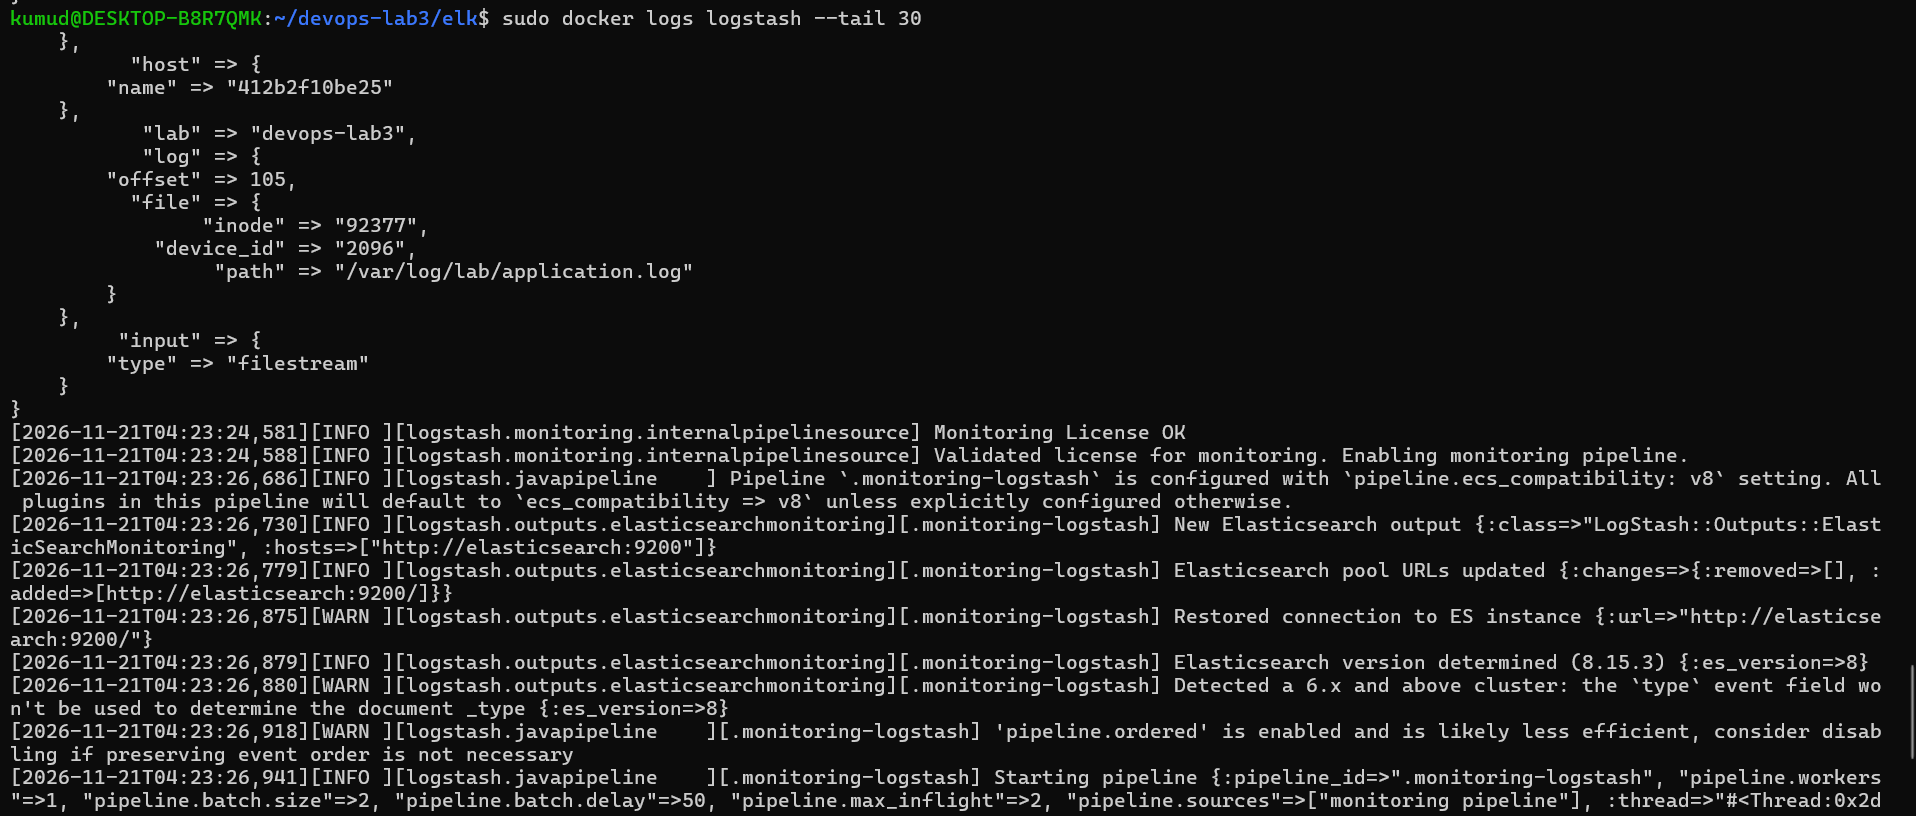 kumud@DESKTOP-B8R7QMK:~/devops-lab3/elk$ sudo docker logs logstash --tail 30
    },
          "host" => {
        "name" => "412b2f10be25"
    },
           "lab" => "devops-lab3",
           "log" => {
        "offset" => 105,
          "file" => {
                "inode" => "92377",
            "device_id" => "2096",
                 "path" => "/var/log/lab/application.log"
        }
    },
         "input" => {
        "type" => "filestream"
    }
}
[2026-11-21T04:23:24,581][INFO ][logstash.monitoring.internalpipelinesource] Monitoring License OK
[2026-11-21T04:23:24,588][INFO ][logstash.monitoring.internalpipelinesource] Validated license for monitoring. Enabling monitoring pipeline.
[2026-11-21T04:23:26,686][INFO ][logstash.javapipeline    ] Pipeline `.monitoring-logstash` is configured with `pipeline.ecs_compatibility: v8` setting. All
 plugins in this pipeline will default to `ecs_compatibility => v8` unless explicitly configured otherwise.
[2026-11-21T04:23:26,730][INFO ][logstash.outputs.elasticsearchmonitoring][.monitoring-logstash] New Elasticsearch output {:class=>"LogStash::Outputs::Elast
icSearchMonitoring", :hosts=>["http://elasticsearch:9200"]}
[2026-11-21T04:23:26,779][INFO ][logstash.outputs.elasticsearchmonitoring][.monitoring-logstash] Elasticsearch pool URLs updated {:changes=>{:removed=>[], :
added=>[http://elasticsearch:9200/]}}
[2026-11-21T04:23:26,875][WARN ][logstash.outputs.elasticsearchmonitoring][.monitoring-logstash] Restored connection to ES instance {:url=>"http://elasticse
arch:9200/"}
[2026-11-21T04:23:26,879][INFO ][logstash.outputs.elasticsearchmonitoring][.monitoring-logstash] Elasticsearch version determined (8.15.3) {:es_version=>8}
[2026-11-21T04:23:26,880][WARN ][logstash.outputs.elasticsearchmonitoring][.monitoring-logstash] Detected a 6.x and above cluster: the `type` event field wo
n't be used to determine the document _type {:es_version=>8}
[2026-11-21T04:23:26,918][WARN ][logstash.javapipeline    ][.monitoring-logstash] 'pipeline.ordered' is enabled and is likely less efficient, consider disab
ling if preserving event order is not necessary
[2026-11-21T04:23:26,941][INFO ][logstash.javapipeline    ][.monitoring-logstash] Starting pipeline {:pipeline_id=>".monitoring-logstash", "pipeline.workers
"=>1, "pipeline.batch.size"=>2, "pipeline.batch.delay"=>50, "pipeline.max_inflight"=>2, "pipeline.sources"=>["monitoring pipeline"], :thread=>"#<Thread:0x2d